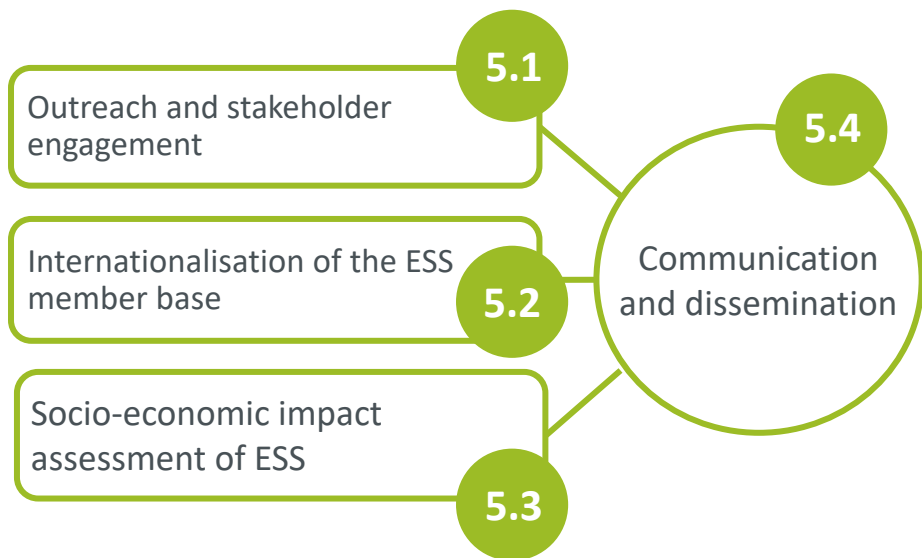 5.1
Outreach and stakeholder
engagement
5.2
Internationalisation of the ESS
member base
5.3
Socio-economic impact
assessment of ESS
5.4
Communication
and dissemination